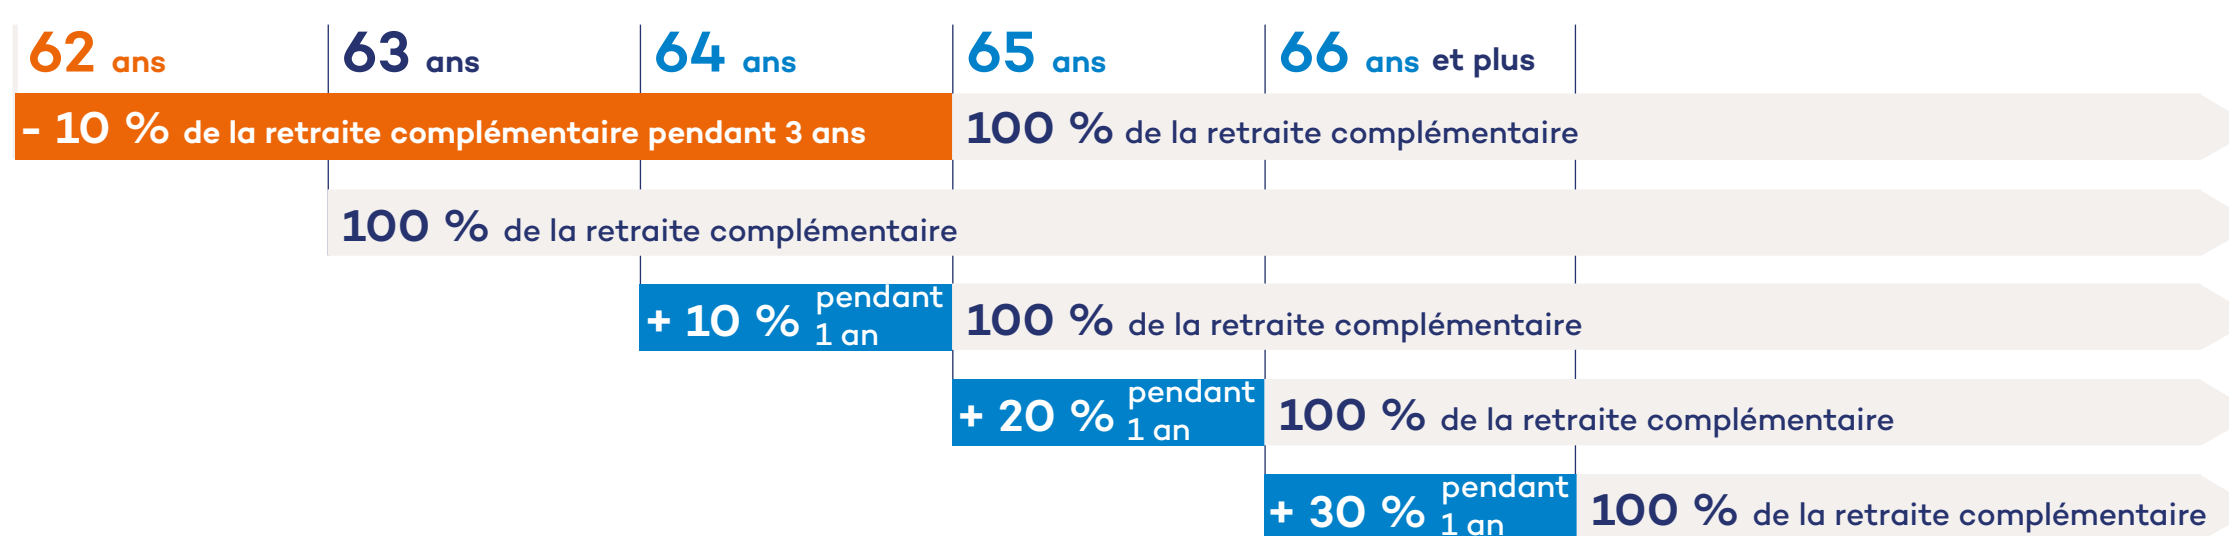 62 ans 63 ans 64 ans 65 ans 66 ans et plus
- 10 % de la retraite complémentaire pendant 3 ans 100 % de la retraite complémentaire
100 % de la retraite complémentaire
+ 10 % pendant 1 an 100 % de la retraite complémentaire
+ 20 % pendant 1 an 100 % de la retraite complémentaire
+ 30 % pendant 1 an 100 % de la retraite complémentaire